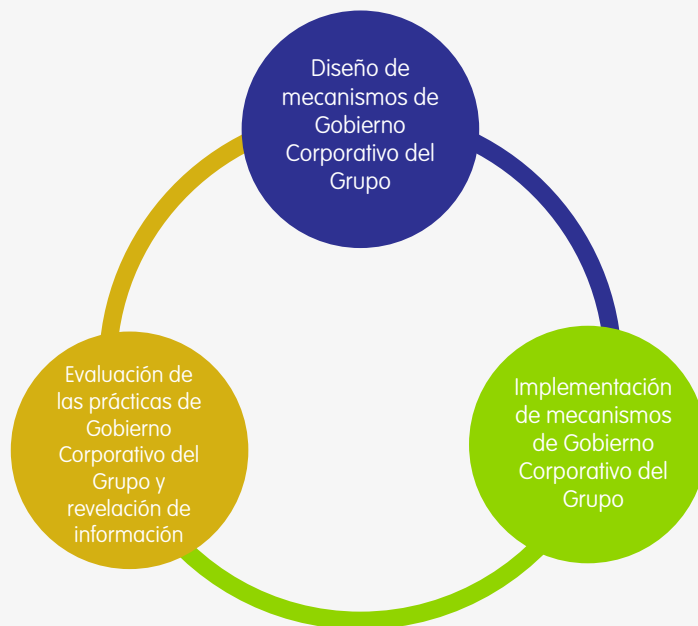 Diseño de
mecanismos de
Gobierno
Corporativo del
Grupo
Implementación
de mecanismos
de Gobierno
Corporativo del
Grupo
Evaluación de
las prácticas de
Gobierno
Corporativo del
Grupo y
revelación de
información